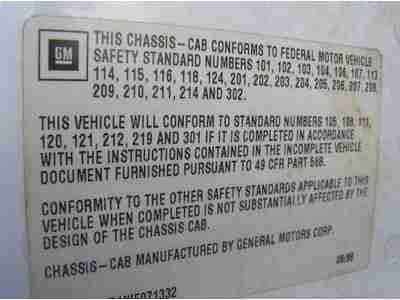 GM
THIS CHASSIS-CAB CONFORMS TO FEDERAL MOTOR VEHICLE
SAFETY STANDARD NUMBERS 101, 102, 103, 104, 106, 107, 113
114, 115, 116, 118, 124, 201, 202, 203, 204, 205, 206, 207, 208,
209, 210, 211, 214 AND 302.
THIS VEHICLE WILL CONFORM TO STANDARD NUMBERS 105, 108,
120, 121, 212, 219 AND 301 IF IT IS COMPLETED IN ACCORDANCE
WITH THE INSTRUCTIONS CONTAINED IN THE INCOMPLETE VEHICLE
DOCUMENT FURNISHED PURSUANT TO 49 CFR PART 568.
CONFORMITY TO THE OTHER SAFETY STANDARDS APPLICABLE TO THIS
VEHICLE WHEN COMPLETED IS NOT SUBSTANTIALLY AFFECTED BY THE
DESIGN OF THE CHASSIS CAB.
CHASSIS-CAB MANUFACTURED BY GENERAL MOTORS CORP.
071332